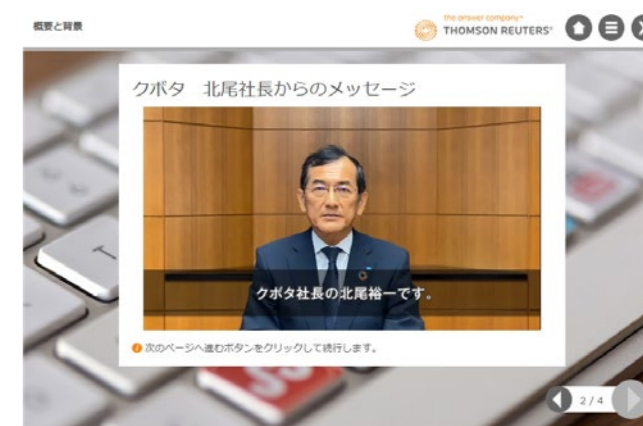 概要と背景
the answer company™
THOMSON REUTERS®
クボタ 北尾社長からのメッセージ
クボタ社長の北尾裕一です。
次のページへ進むボタンをクリックして続行します。
2 / 4